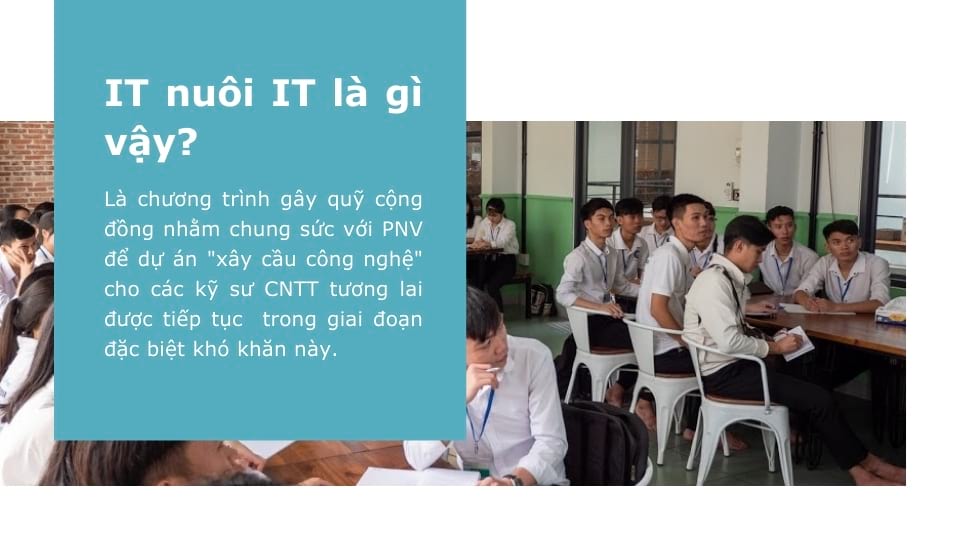 IT nuôi IT là gì
vậy?
Là chương trình gây quỹ cộng
đồng nhằm chung sức với PNV
để dự án "xây cầu công nghệ"
cho các kỹ sư CNTT tương lai
được tiếp tục  trong giai đoạn
đặc biệt khó khăn này.